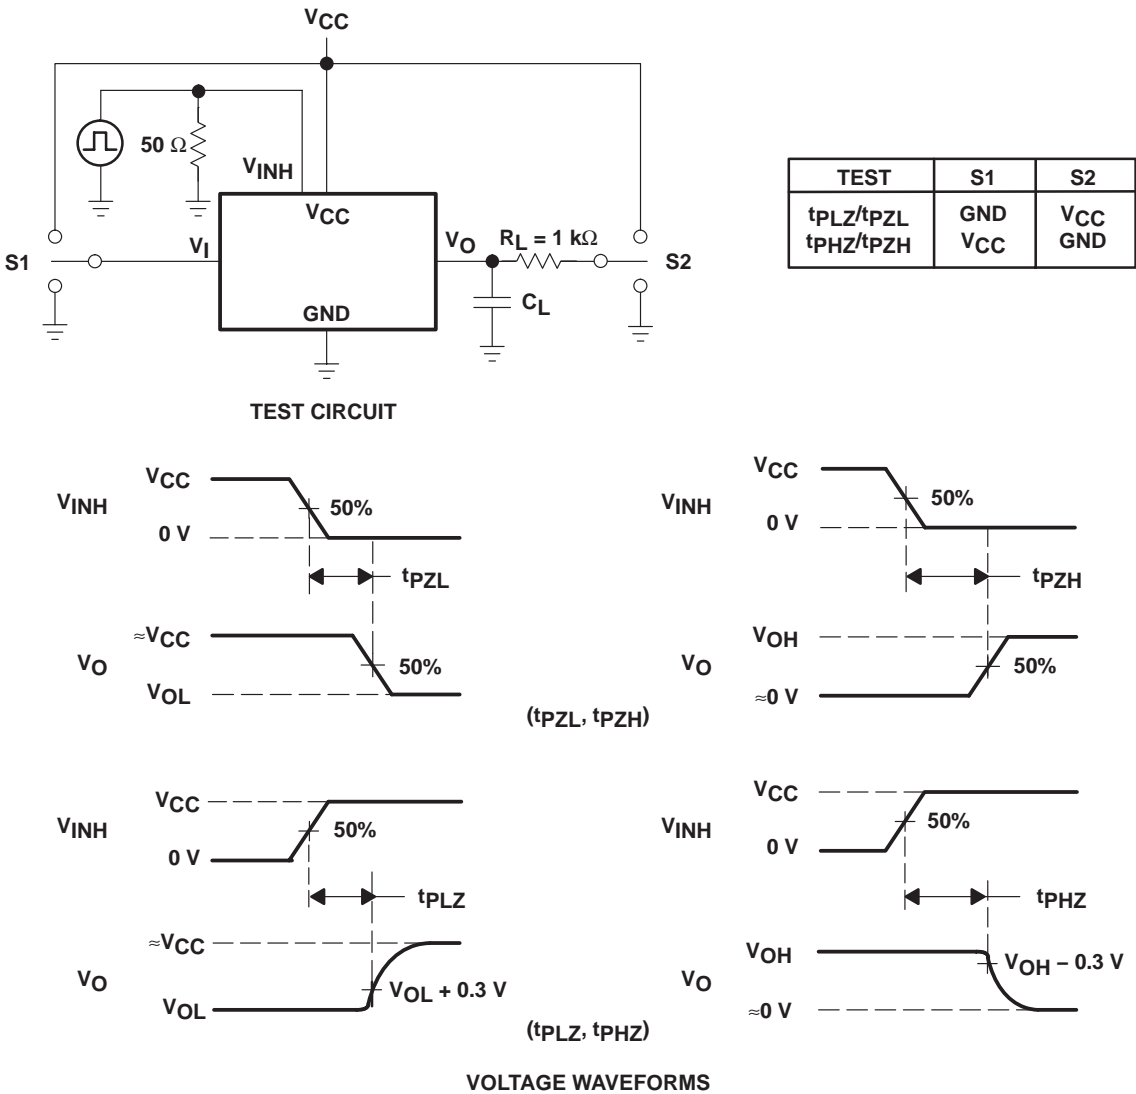 VCC
50 Ω
VINH
VCC
TEST S1 S2
tPLZ/tPZL GND VCC
tPHZ/tPZH VCC GND
S1 VI VO RL = 1 kΩ S2
CL
GND
TEST CIRCUIT
VCC
VINH 50%
0 V
tPZL
≈VCC
VO 50%
VOL
VCC
VINH 50%
0 V
tPZH
VOH
VO 50%
≈0 V
(tPZL, tPZH)
VCC
VINH 50%
0 V
tPLZ
≈VCC
VO VOL + 0.3 V
VOL
VCC
VINH 50%
0 V
tPHZ
VOH
VO VOH – 0.3 V
≈0 V
(tPLZ, tPHZ)
VOLTAGE WAVEFORMS